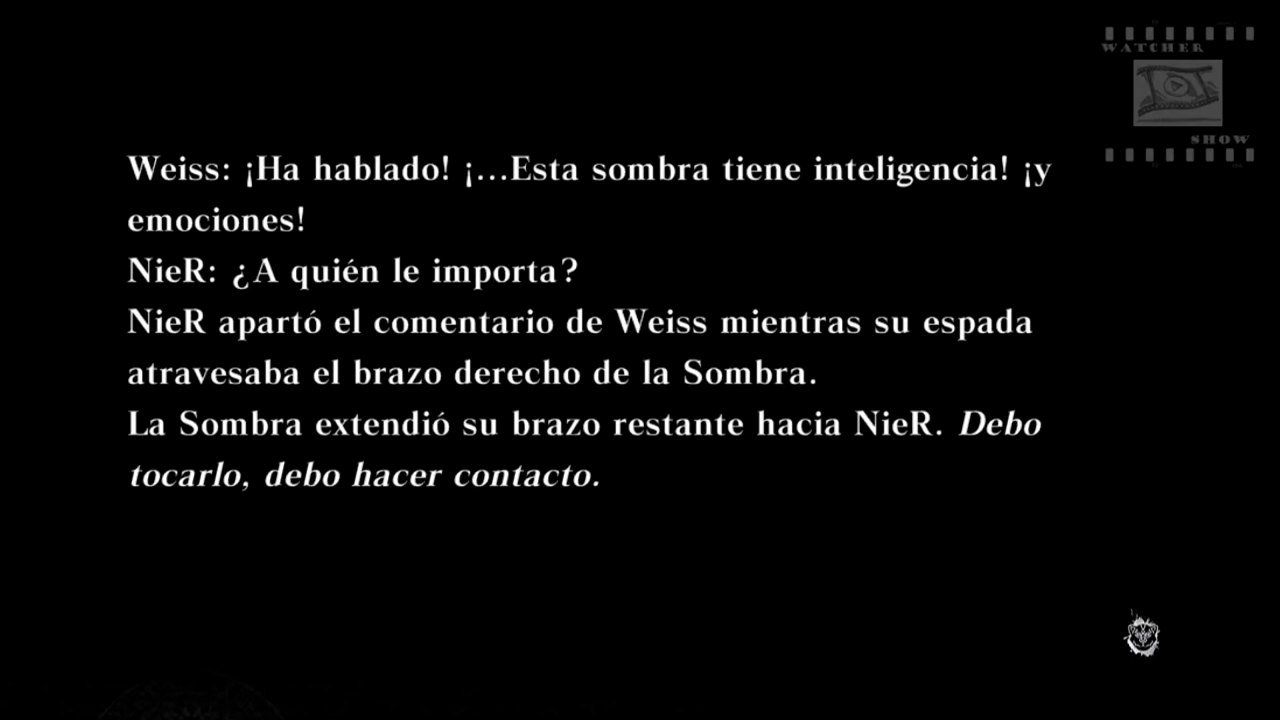 WATCHER
SHOW
Weiss: ¡Ha hablado! ¡...Esta sombra tiene inteligencia! ¡y
emociones!
NieR: ¿A quién le importa?
NieR apartó el comentario de Weiss mientras su espada
atravesaba el brazo derecho de la Sombra.
La Sombra extendió su brazo restante hacia NieR. Debo
tocarlo, debo hacer contacto.